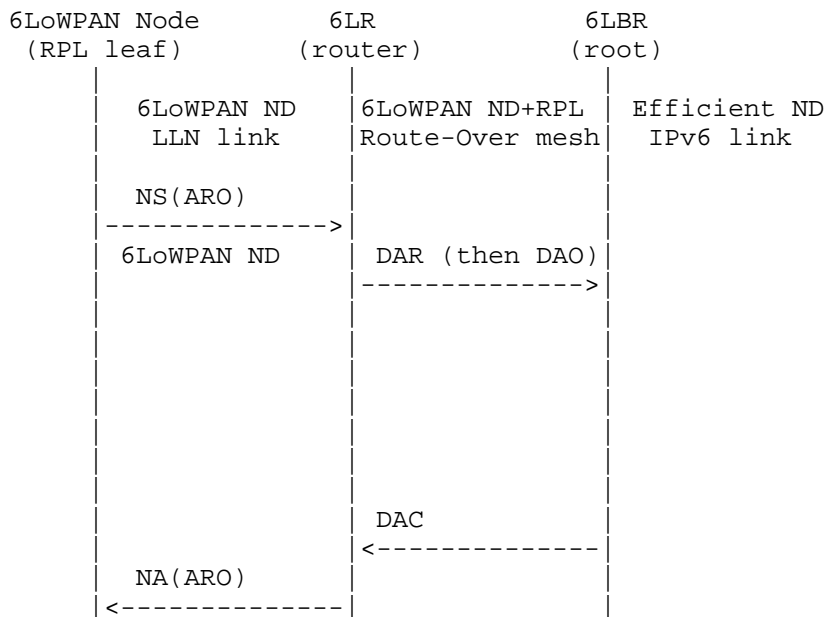 6LoWPAN Node 6LR 6LBR
(RPL leaf) (router) (root)
6LoWPAN ND 6LoWPAN ND+RPL Efficient ND
LLN link Route-Over mesh IPv6 link
NS(ARO)
6LoWPAN ND DAR (then DAO)
DAC
NA(ARO)